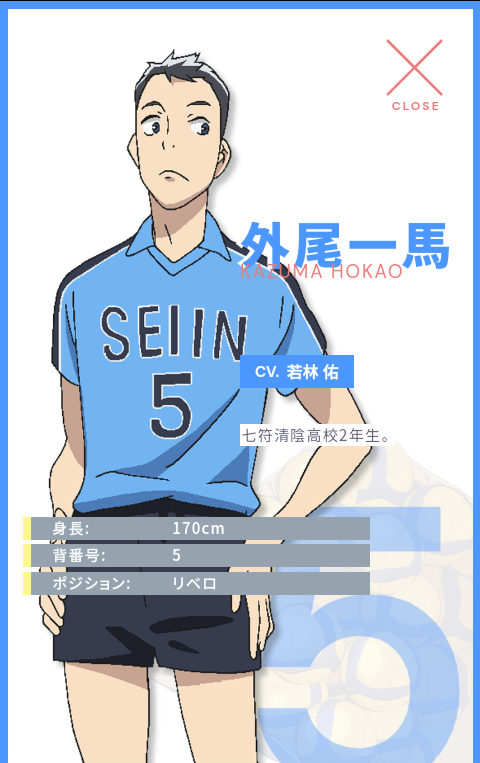 CLOSE
外尾一馬
KAZUMA HOKAO
SEIIN
5
CV. 若林 佑
七符清陰高校2年生。
身長: 170cm
背番号: 5
ポジション: リベロ
5